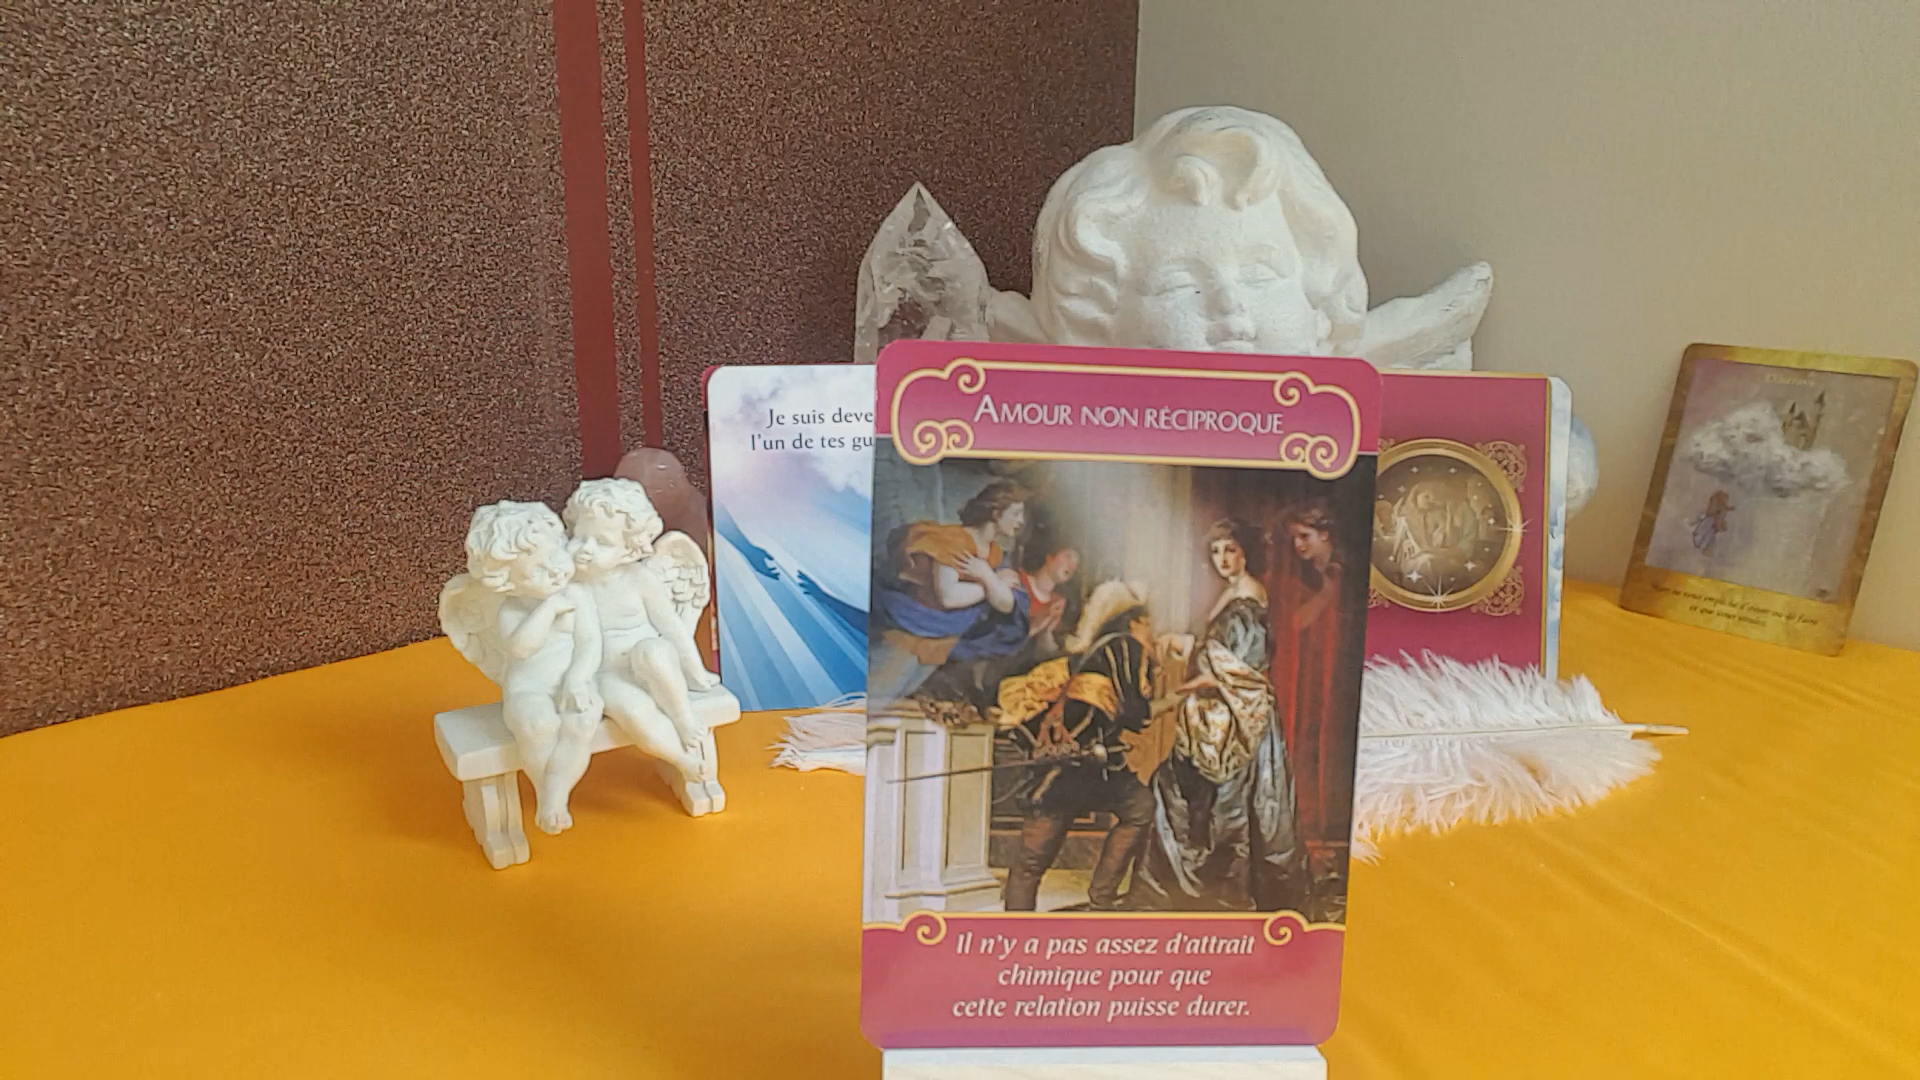 Je suis deve
l'un de tes gu
AMOUR NON RÉCIPROQUE
Il n'y a pas assez d'attrait
chimique pour que
cette relation puisse durer.